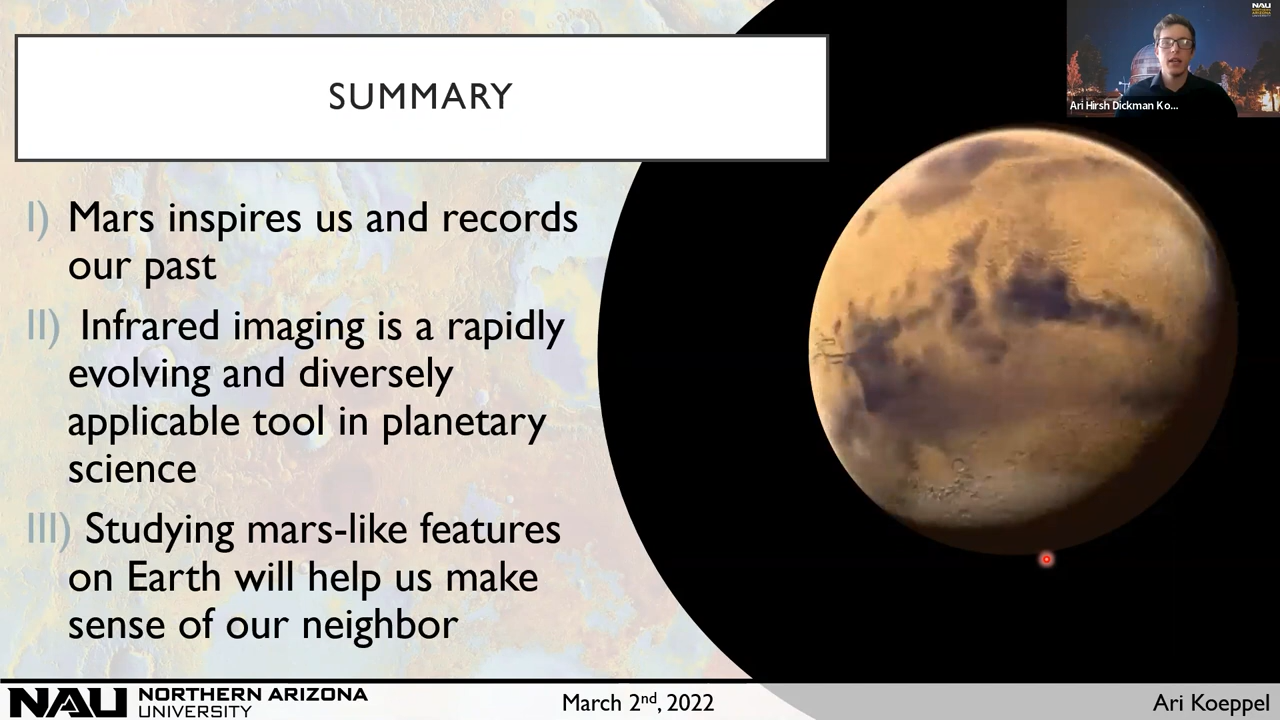 SUMMARY
I) Mars inspires us and records
our past
II) Infrared imaging is a rapidly
evolving and diversely
applicable tool in planetary
science
III) Studying mars-like features
on Earth will help us make
sense of our neighbor
NAU
Ari Hirsh Dickman Ko...
NAU NORTHERN ARIZONA
UNIVERSITY
March 2nd, 2022
Ari Koeppel